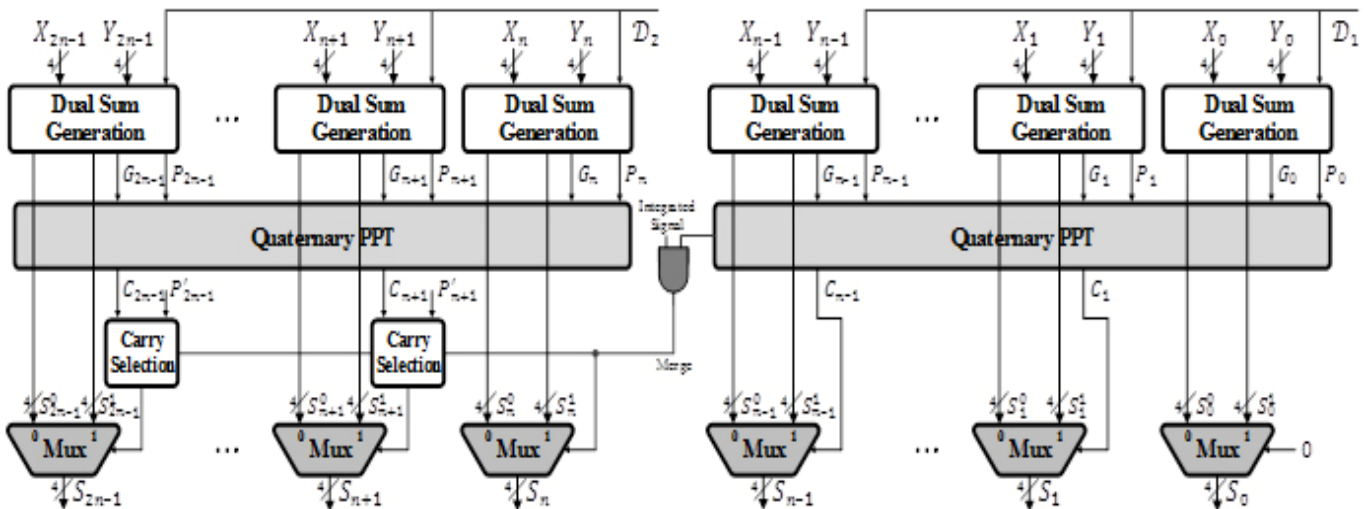 X₂ₙ₋₁ Y₂ₙ₋₁ Xₙ₊₁ Yₙ₊₁ Xₙ Yₙ 𝒟₂ Xₙ₋₁ Yₙ₋₁ X₁ Y₁ X₀ Y₀ 𝒟₁
4 4 4 4 4 4 4 4 4 4 4 4
Dual Sum Generation
...
Dual Sum Generation
Dual Sum Generation
Dual Sum Generation
...
Dual Sum Generation
Dual Sum Generation
G₂ₙ₋₁ P₂ₙ₋₁ Gₙ₊₁ Pₙ₊₁ Gₙ Pₙ Gₙ₋₁ Pₙ₋₁ G₁ P₁ G₀ P₀
Integrated
Signal
Quaternary PPT
Quaternary PPT
C₂ₙ₋₁ P′₂ₙ₋₁ Cₙ₊₁ P′ₙ₊₁ Cₙ₋₁ C₁
Carry
Selection
Carry
Selection
Merge
4 S⁰₂ₙ₋₁ 4 S¹₂ₙ₋₁ 4 S⁰ₙ₊₁ 4 S¹ₙ₊₁ 4 S⁰ₙ 4 S¹ₙ 4 S⁰ₙ₋₁ 4 S¹ₙ₋₁ 4 S⁰₁ 4 S¹₁ 4 S⁰₀ 4 S¹₀
0 1 0 1 0 1 0 1 0 1 0 1
Mux ... Mux Mux Mux ... Mux Mux 0
4 S₂ₙ₋₁ 4 Sₙ₊₁ 4 Sₙ 4 Sₙ₋₁ 4 S₁ 4 S₀